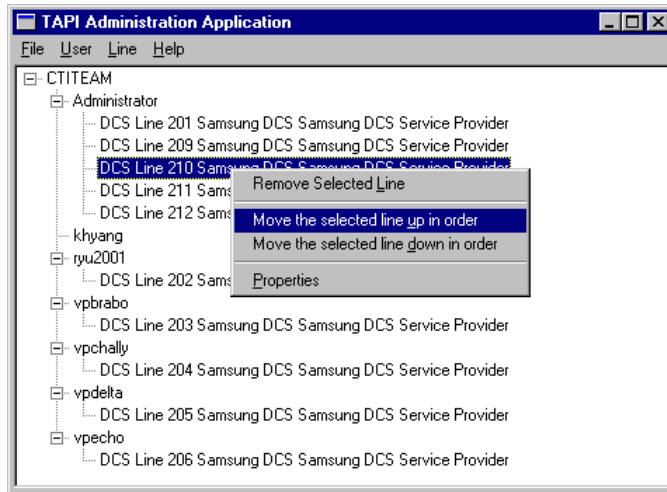 TAPI Administration Application
File User Line Help
CTITEAM
Administrator
DCS Line 201 Samsung DCS Samsung DCS Service Provider
DCS Line 209 Samsung DCS Samsung DCS Service Provider
DCS Line 210 Samsung DCS Samsung DCS Service Provider
DCS Line 211 Sams
DCS Line 212 Sams
Remove Selected Line
Move the selected line up in order
Move the selected line down in order
Properties
khyang
ryu2001
DCS Line 202 Sams
vpbrabo
DCS Line 203 Samsung DCS Samsung DCS Service Provider
vpchally
DCS Line 204 Samsung DCS Samsung DCS Service Provider
vpdelta
DCS Line 205 Samsung DCS Samsung DCS Service Provider
vpecho
DCS Line 206 Samsung DCS Samsung DCS Service Provider